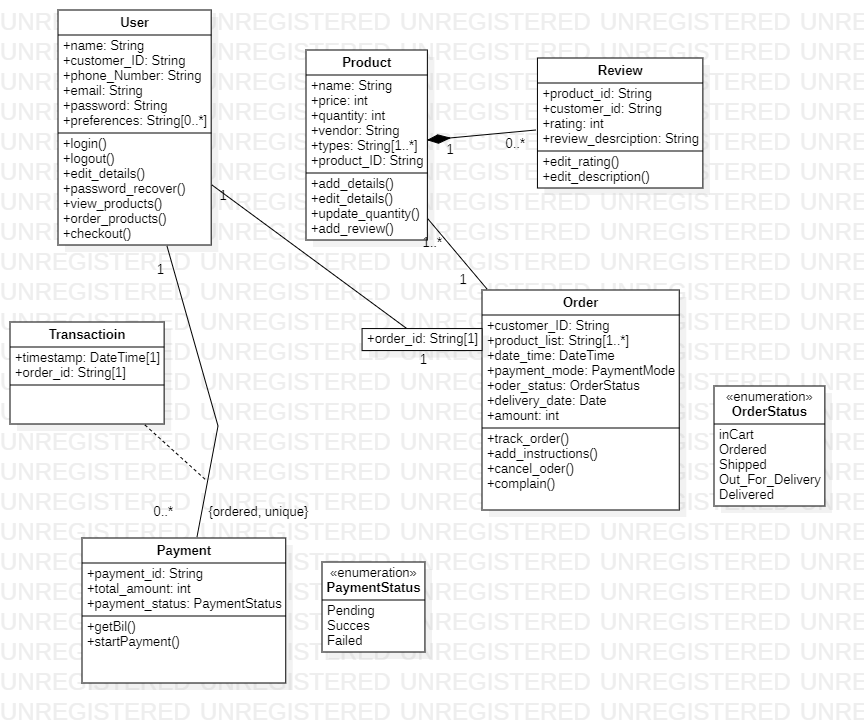 User
+name: String
+customer_ID: String
+phone_Number: String
+email: String
+password: String
+preferences: String[0..*]
+login()
+logout()
+edit_details()
+password_recover()
+view_products()
+order_products()
+checkout()
Product
+name: String
+price: int
+quantity: int
+vendor: String
+types: String[1..*]
+product_ID: String
+add_details()
+edit_details()
+update_quantity()
+add_review()
Review
+product_id: String
+customer_id: String
+rating: int
+review_desrciption: String
+edit_rating()
+edit_description()
1
0..*
1
1..*
1
1
Order
+customer_ID: String
+product_list: String[1..*]
+date_time: DateTime
+payment_mode: PaymentMode
+oder_status: OrderStatus
+delivery_date: Date
+amount: int
+track_order()
+add_instructions()
+cancel_oder()
+complain()
+order_id: String[1]
1
Transactioin
+timestamp: DateTime[1]
+order_id: String[1]
«enumeration»
OrderStatus
inCart
Ordered
Shipped
Out_For_Delivery
Delivered
0..*
{ordered, unique}
Payment
+payment_id: String
+total_amount: int
+payment_status: PaymentStatus
+getBil()
+startPayment()
«enumeration»
PaymentStatus
Pending
Succes
Failed
UNREGISTERED UNREGISTERED UNREGISTERED UNREGISTERED